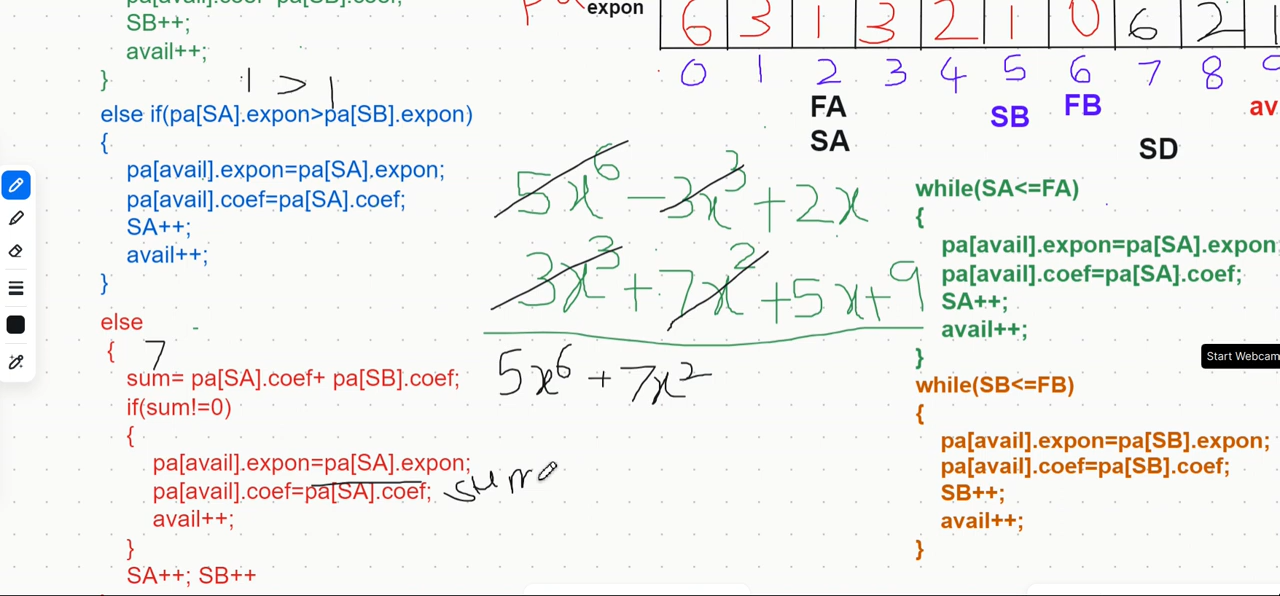 SB++;
avail++;
}
1 > 1
else if(pa[SA].expon>pa[SB].expon)
{
pa[avail].expon=pa[SA].expon;
pa[avail].coef=pa[SA].coef;
SA++;
avail++;
}
else
{ 7
sum= pa[SA].coef+ pa[SB].coef;
if(sum!=0)
{
pa[avail].expon=pa[SA].expon;
pa[avail].coef=pa[SA].coef; sum
avail++;
}
SA++; SB++
expon 6 3 1 3 2 1 0 6 2 1
0 1 2 3 4 5 6 7 8 9
FA SB FB av
SA SD
5x⁶ - 3x³ + 2x
3x³ + 7x² + 5x + 9
5x⁶ + 7x²
while(SA<=FA)
{
pa[avail].expon=pa[SA].expon
pa[avail].coef=pa[SA].coef;
SA++;
avail++;
}
Start Webcam
while(SB<=FB)
{
pa[avail].expon=pa[SB].expon;
pa[avail].coef=pa[SB].coef;
SB++;
avail++;
}